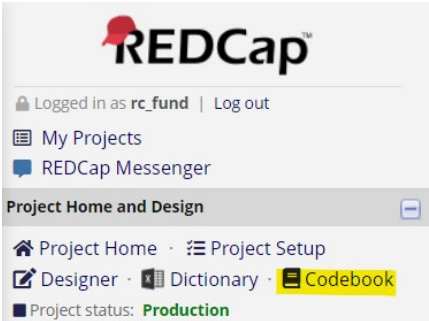 REDCap™
Logged in as rc_fund | Log out
My Projects
REDCap Messenger
Project Home and Design
Project Home · Project Setup
Designer · Dictionary · Codebook
Project status: Production